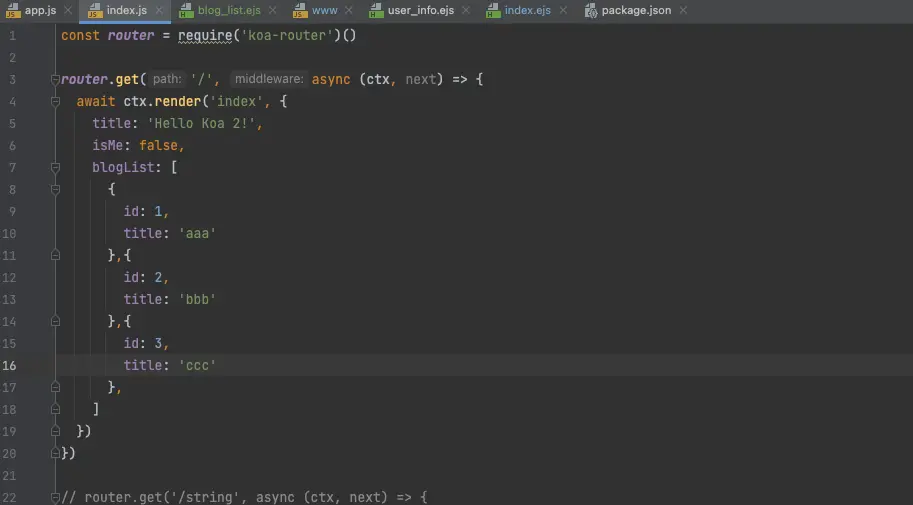 app.js index.js blog_list.ejs www user_info.ejs index.ejs package.json
1 const router = require('koa-router')()
2
3 router.get( path: '/', middleware: async (ctx, next) => {
4   await ctx.render('index', {
5     title: 'Hello Koa 2!',
6     isMe: false,
7     blogList: [
8       {
9         id: 1,
10         title: 'aaa'
11       },{
12         id: 2,
13         title: 'bbb'
14       },{
15         id: 3,
16         title: 'ccc'
17       },
18     ]
19   })
20 })
21
22 // router.get('/string', async (ctx, next) => {